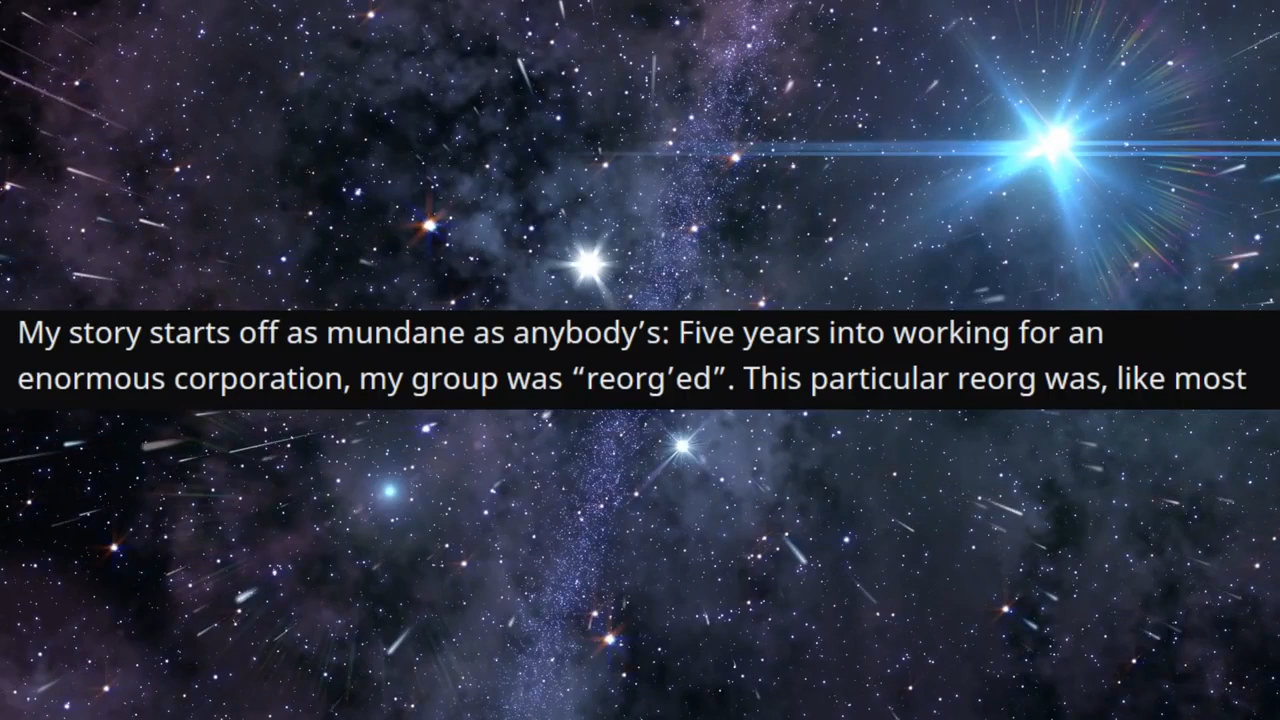 My story starts off as mundane as anybody’s: Five years into working for an
enormous corporation, my group was “reorg’ed”. This particular reorg was, like most